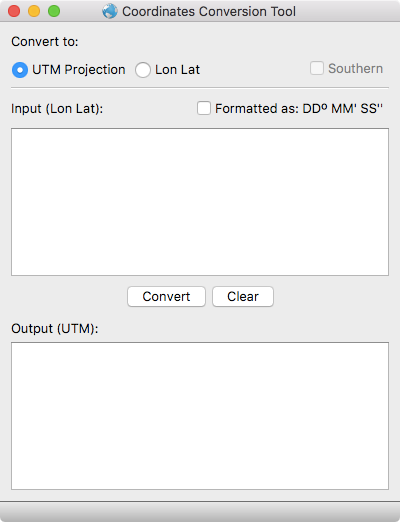 Coordinates Conversion Tool
Convert to:
UTM Projection Lon Lat Southern
Input (Lon Lat): Formatted as: DDº MM' SS''
Convert Clear
Output (UTM):